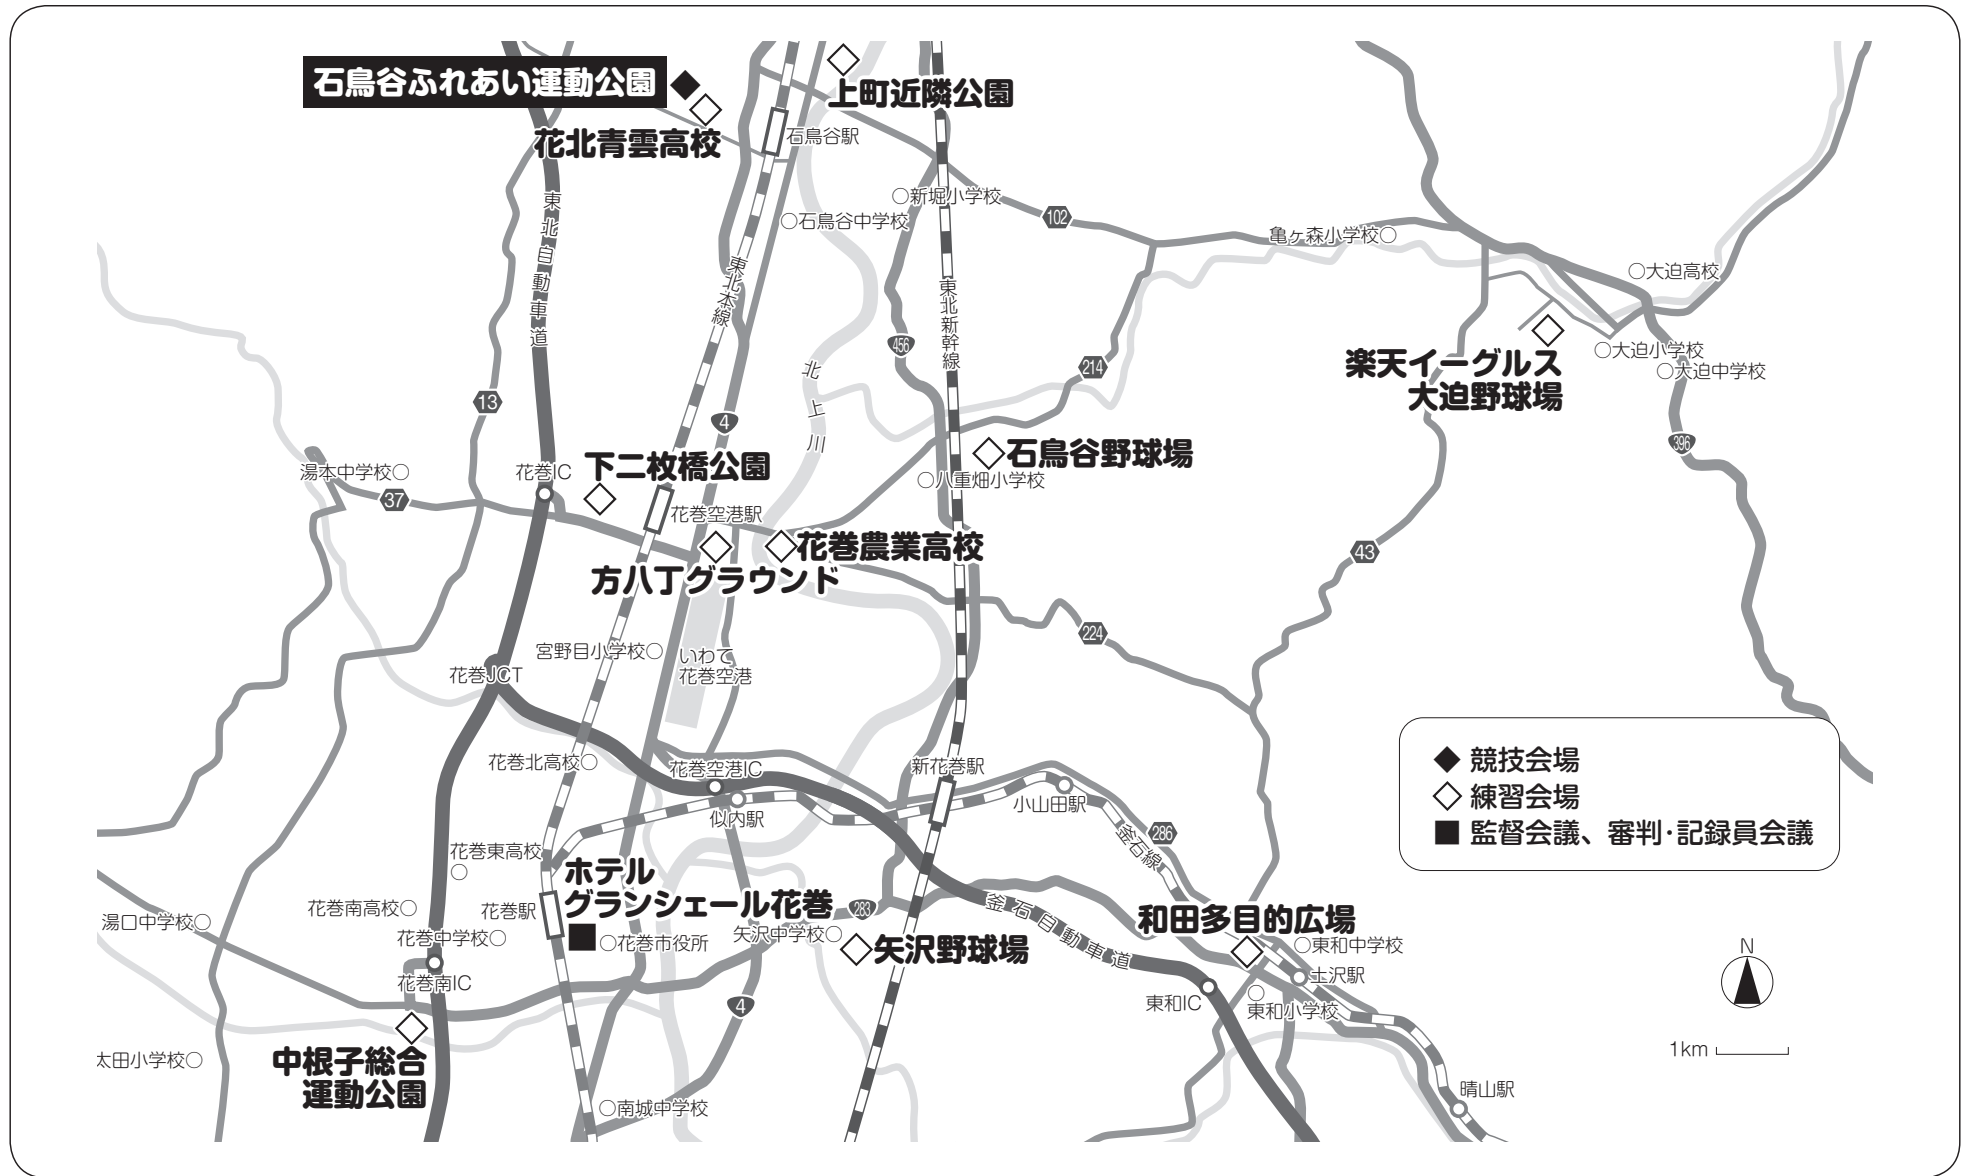 石鳥谷ふれあい運動公園
上町近隣公園
花北青雲高校
石鳥谷駅
○新堀小学校
○石鳥谷中学校
102
亀ヶ森小学校○
○大迫高校
東北自動車道
東北本線
東北新幹線
456
○大迫小学校
○大迫中学校
楽天イーグルス
大迫野球場
214
北上川
13
4
396
石鳥谷野球場
下二枚橋公園
花巻IC
湯本中学校○
○八重畑小学校
37
花巻空港駅
花巻農業高校
43
方八丁グラウンド
224
宮野目小学校○
いわて
花巻空港
花巻JCT
花巻北高校○
花巻空港IC
新花巻駅
小山田駅
似内駅
286
釜石線
◆ 競技会場
◇ 練習会場
■ 監督会議、審判・記録員会議
花巻東高校
○
ホテル
グランシェール花巻
花巻南高校○
花巻駅
283
釜石自動車道
和田多目的広場
湯口中学校○
花巻中学校○
○花巻市役所
矢沢中学校○
矢沢野球場
○東和中学校
土沢駅
N
花巻南IC
4
東和IC
○
東和小学校
1km
太田小学校○
中根子総合
運動公園
晴山駅
○南城中学校